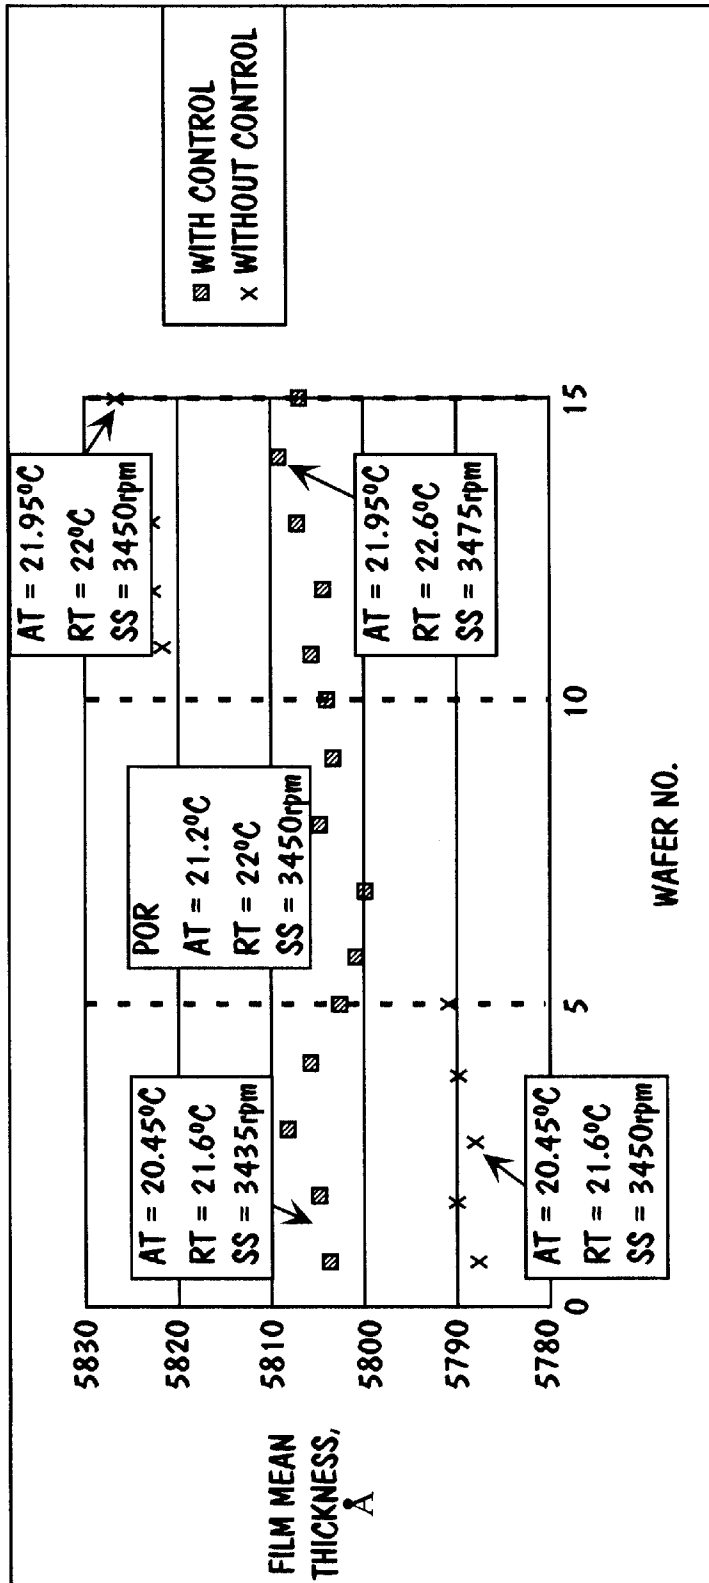 FILM MEAN
THICKNESS,
Å
5830
5820
5810
5800
5790
5780
0
5
10
15
WAFER NO.
AT = 20.45°C
RT = 21.6°C
SS = 3435rpm
AT = 20.45°C
RT = 21.6°C
SS = 3450rpm
POR
AT = 21.2°C
RT = 22°C
SS = 3450rpm
AT = 21.95°C
RT = 22°C
SS = 3450rpm
AT = 21.95°C
RT = 22.6°C
SS = 3475rpm
WITH CONTROL
× WITHOUT CONTROL